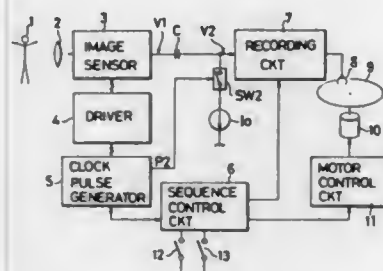 1
2
3
V1
C
V2
7
IMAGE
SENSOR
RECORDING
CKT
8
9
SW2
4
DRIVER
Io
10
P2
5
CLOCK
PULSE
GENERATOR
6
SEQUENCE
CONTROL
CKT
MOTOR
CONTROL
CKT
11
12
13